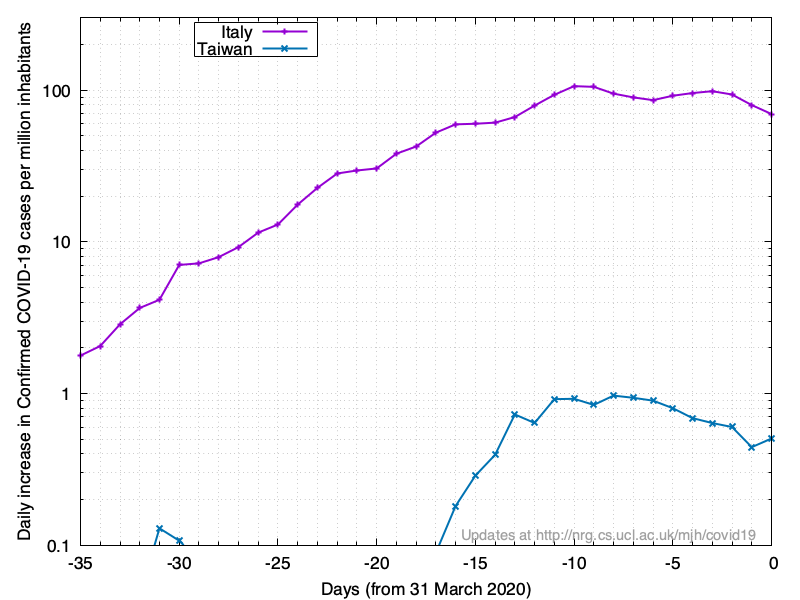 Daily increase in Confirmed COVID-19 cases per million inhabitants
Italy
Taiwan
100
10
1
0.1
Updates at http://nrg.cs.ucl.ac.uk/mjh/covid19
-35 -30 -25 -20 -15 -10 -5 0
Days (from 31 March 2020)